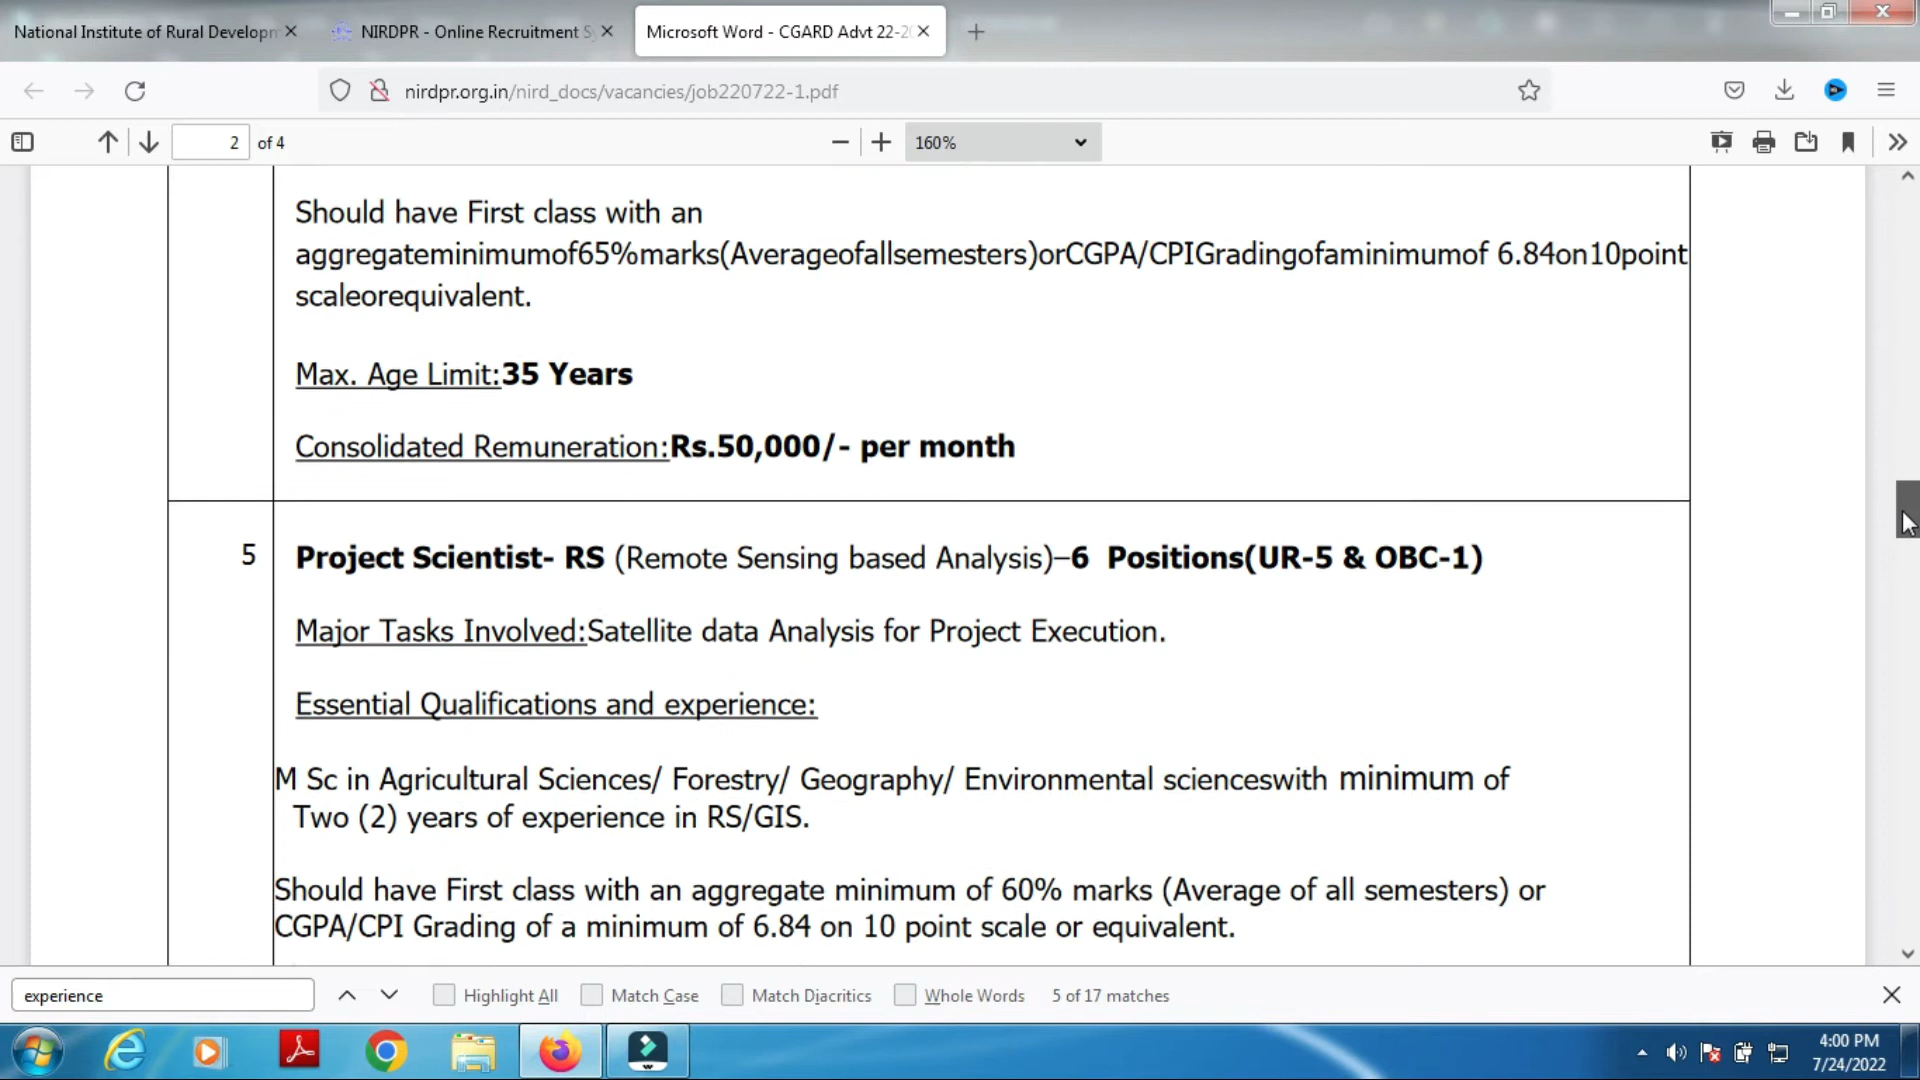 National Institute of Rural Developn
NIRDPR - Online Recruitment S
Microsoft Word - CGARD Advt 22-2
nirdpr.org.in/nird_docs/vacancies/job220722-1.pdf
2 of 4
160%
Should have First class with an
aggregateminimumof65%marks(Averageofallsemesters)orCGPA/CPIGradingofaminimumof 6.84on10point
scaleorequivalent.
Max. Age Limit:35 Years
Consolidated Remuneration:Rs.50,000/- per month
5 Project Scientist- RS (Remote Sensing based Analysis)–6 Positions(UR-5 & OBC-1)
Major Tasks Involved:Satellite data Analysis for Project Execution.
Essential Qualifications and experience:
M Sc in Agricultural Sciences/ Forestry/ Geography/ Environmental scienceswith minimum of
Two (2) years of experience in RS/GIS.
Should have First class with an aggregate minimum of 60% marks (Average of all semesters) or
CGPA/CPI Grading of a minimum of 6.84 on 10 point scale or equivalent.
experience Highlight All Match Case Match Diacritics Whole Words 5 of 17 matches
4:00 PM
7/24/2022